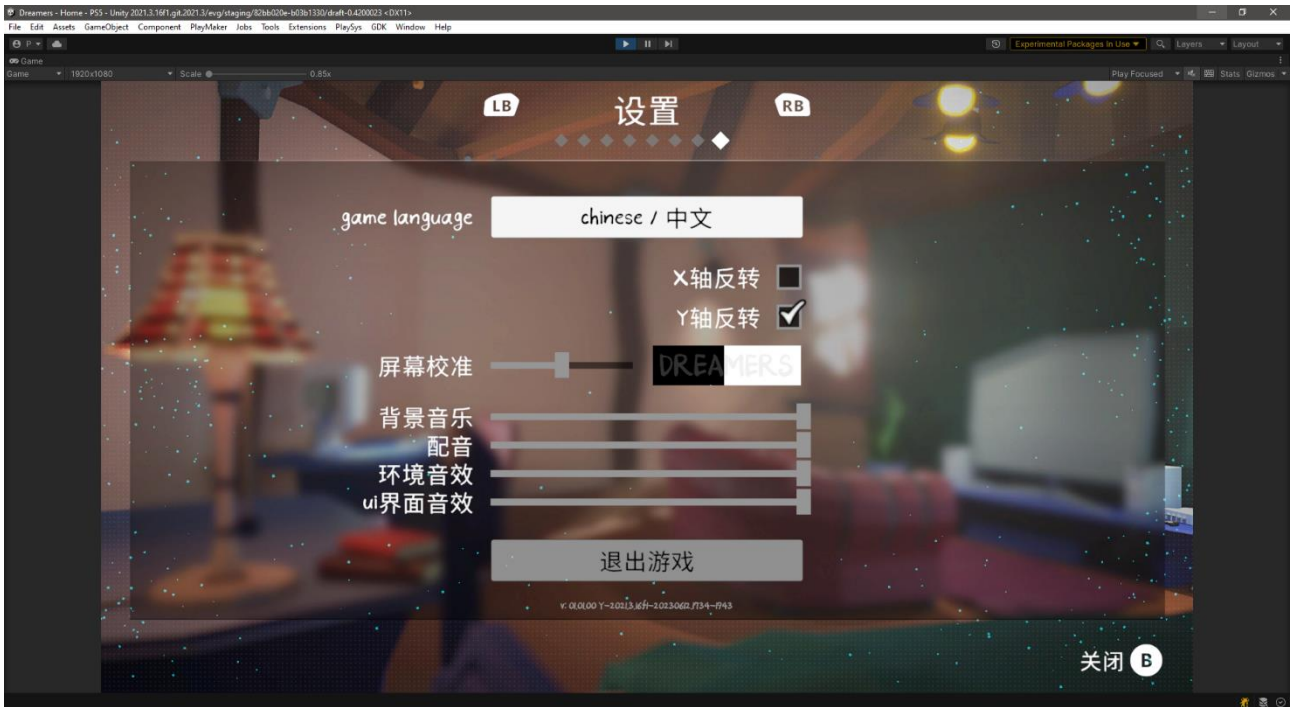 Dreamers - Home - PS5 - Unity 2021.3.16f1.git.2021.3/evg/staging/82bb020e-b03b1330/draft-0.4200023 <DX11>
File Edit Assets GameObject Component PlayMaker Jobs Tools Extensions PlaySys GDK Window Help
P Experimental Packages In Use Layers Layout
Game
Game 1920x1080 Scale 0.85x Play Focused Stats Gizmos
LB 设置 RB
game language chinese / 中文
X轴反转
Y轴反转
屏幕校准 DREAMERS
背景音乐
配音
环境音效
ui界面音效
退出游戏
关闭 B